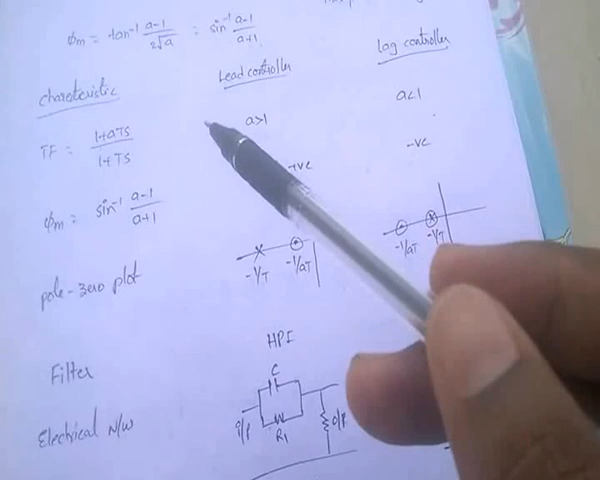 φm = tan⁻¹ a-1/2√a = sin⁻¹ a-1/a+1
Charecteristic Lead controller Lag controller
TF = 1+aTs/1+Ts a>1 a<1
φm = sin⁻¹ a-1/a+1 +ve -ve
pole-zero plot -1/T -1/aT -1/aT -1/T
Filter HPF
Electrical N/W i/p C R1 o/p